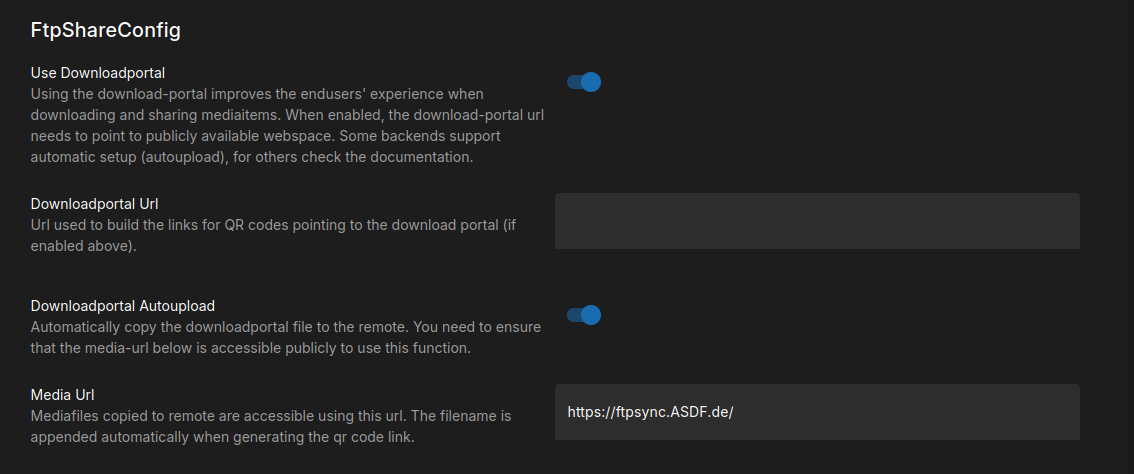 FtpShareConfig
Use Downloadportal
Using the download-portal improves the endusers' experience when
downloading and sharing mediaitems. When enabled, the download-portal url
needs to point to publicly available webspace. Some backends support
automatic setup (autoupload), for others check the documentation.
Downloadportal Url
Url used to build the links for QR codes pointing to the download portal (if
enabled above).
Downloadportal Autoupload
Automatically copy the downloadportal file to the remote. You need to ensure
that the media-url below is accessible publicly to use this function.
Media Url
Mediafiles copied to remote are accessible using this url. The filename is
appended automatically when generating the qr code link.
https://ftpsync.ASDF.de/